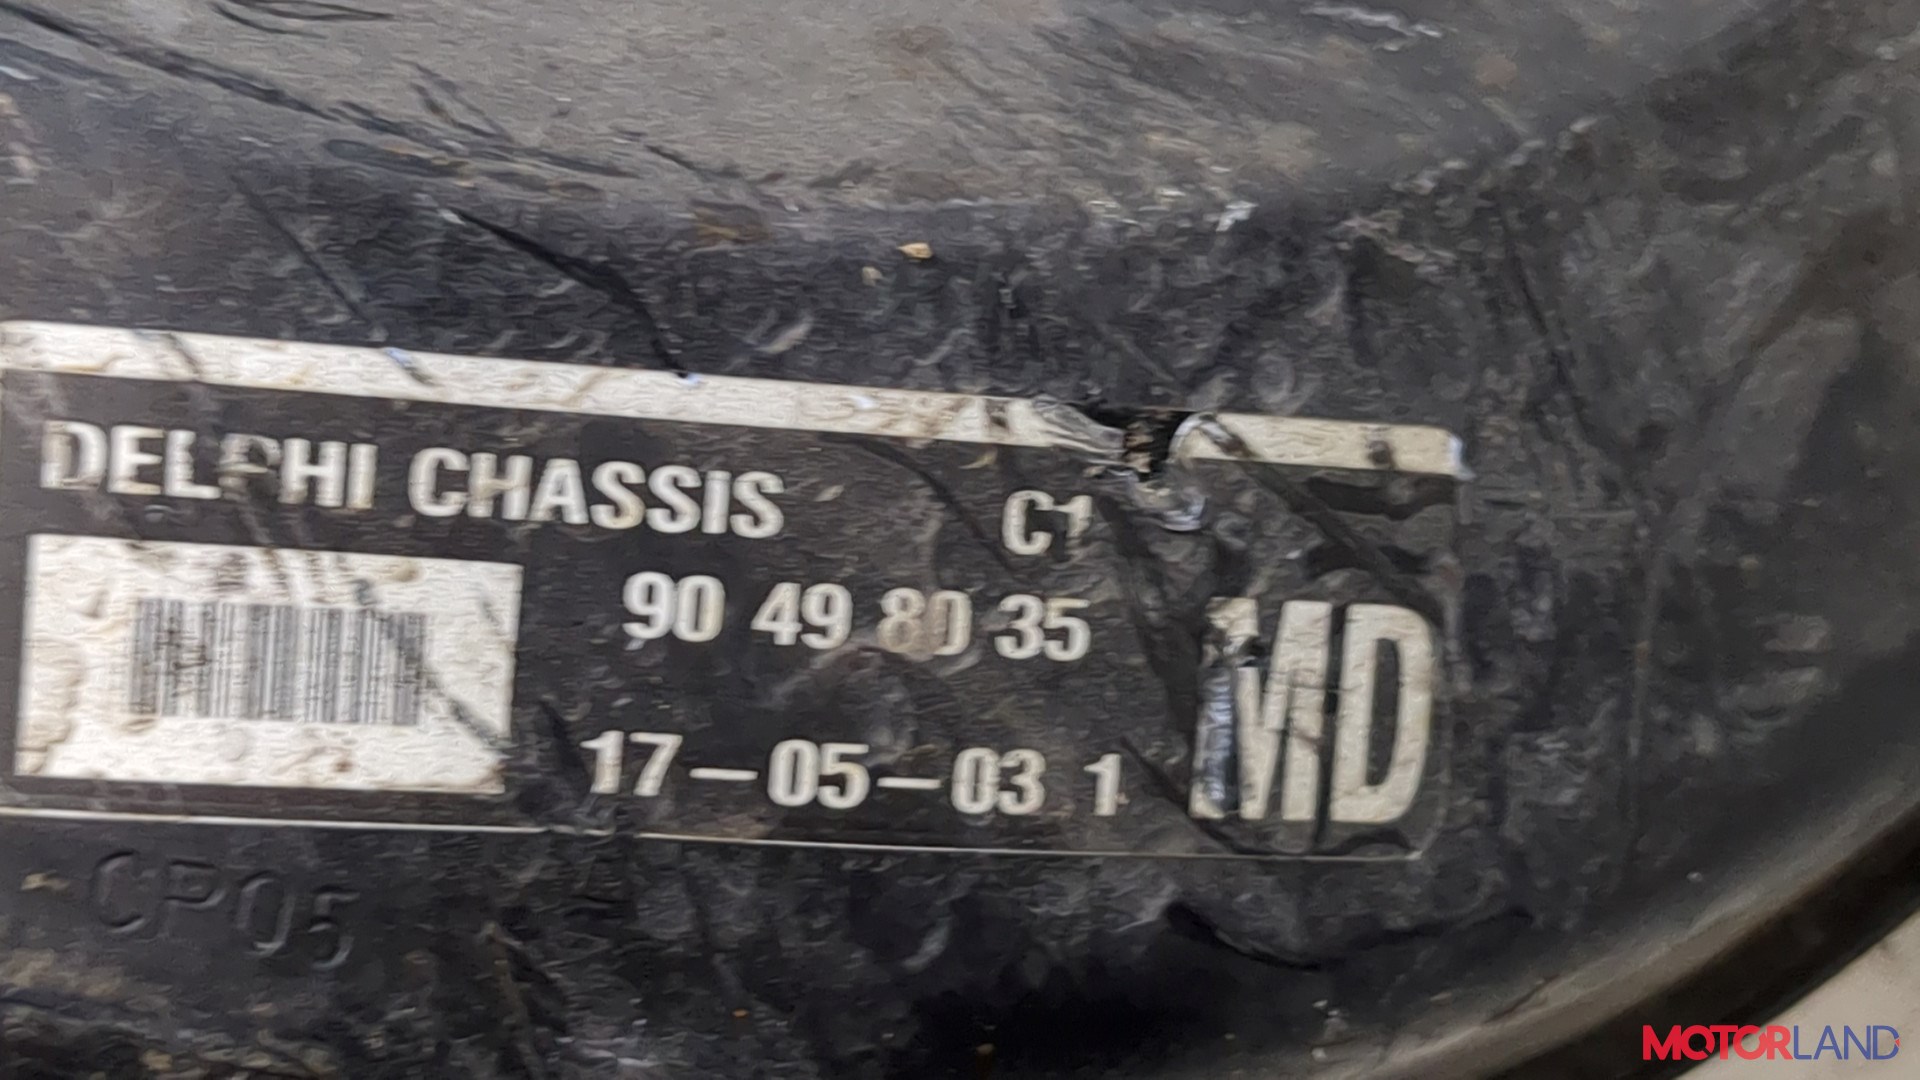 DELPHI CHASSIS C1
90 49 80 35
17-05-03 1
MD
CP05
MOTORLAND